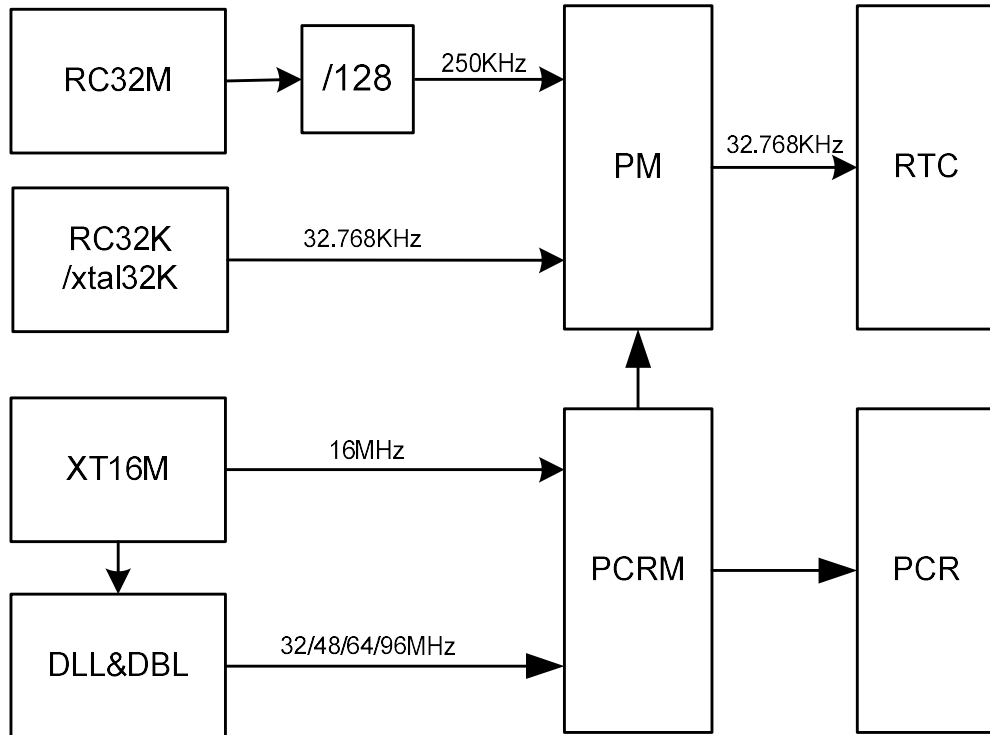 RC32M
/128
250KHz
PM
32.768KHz
RTC
RC32K
/xtal32K
32.768KHz
XT16M
16MHz
PCRM
PCR
DLL&DBL
32/48/64/96MHz